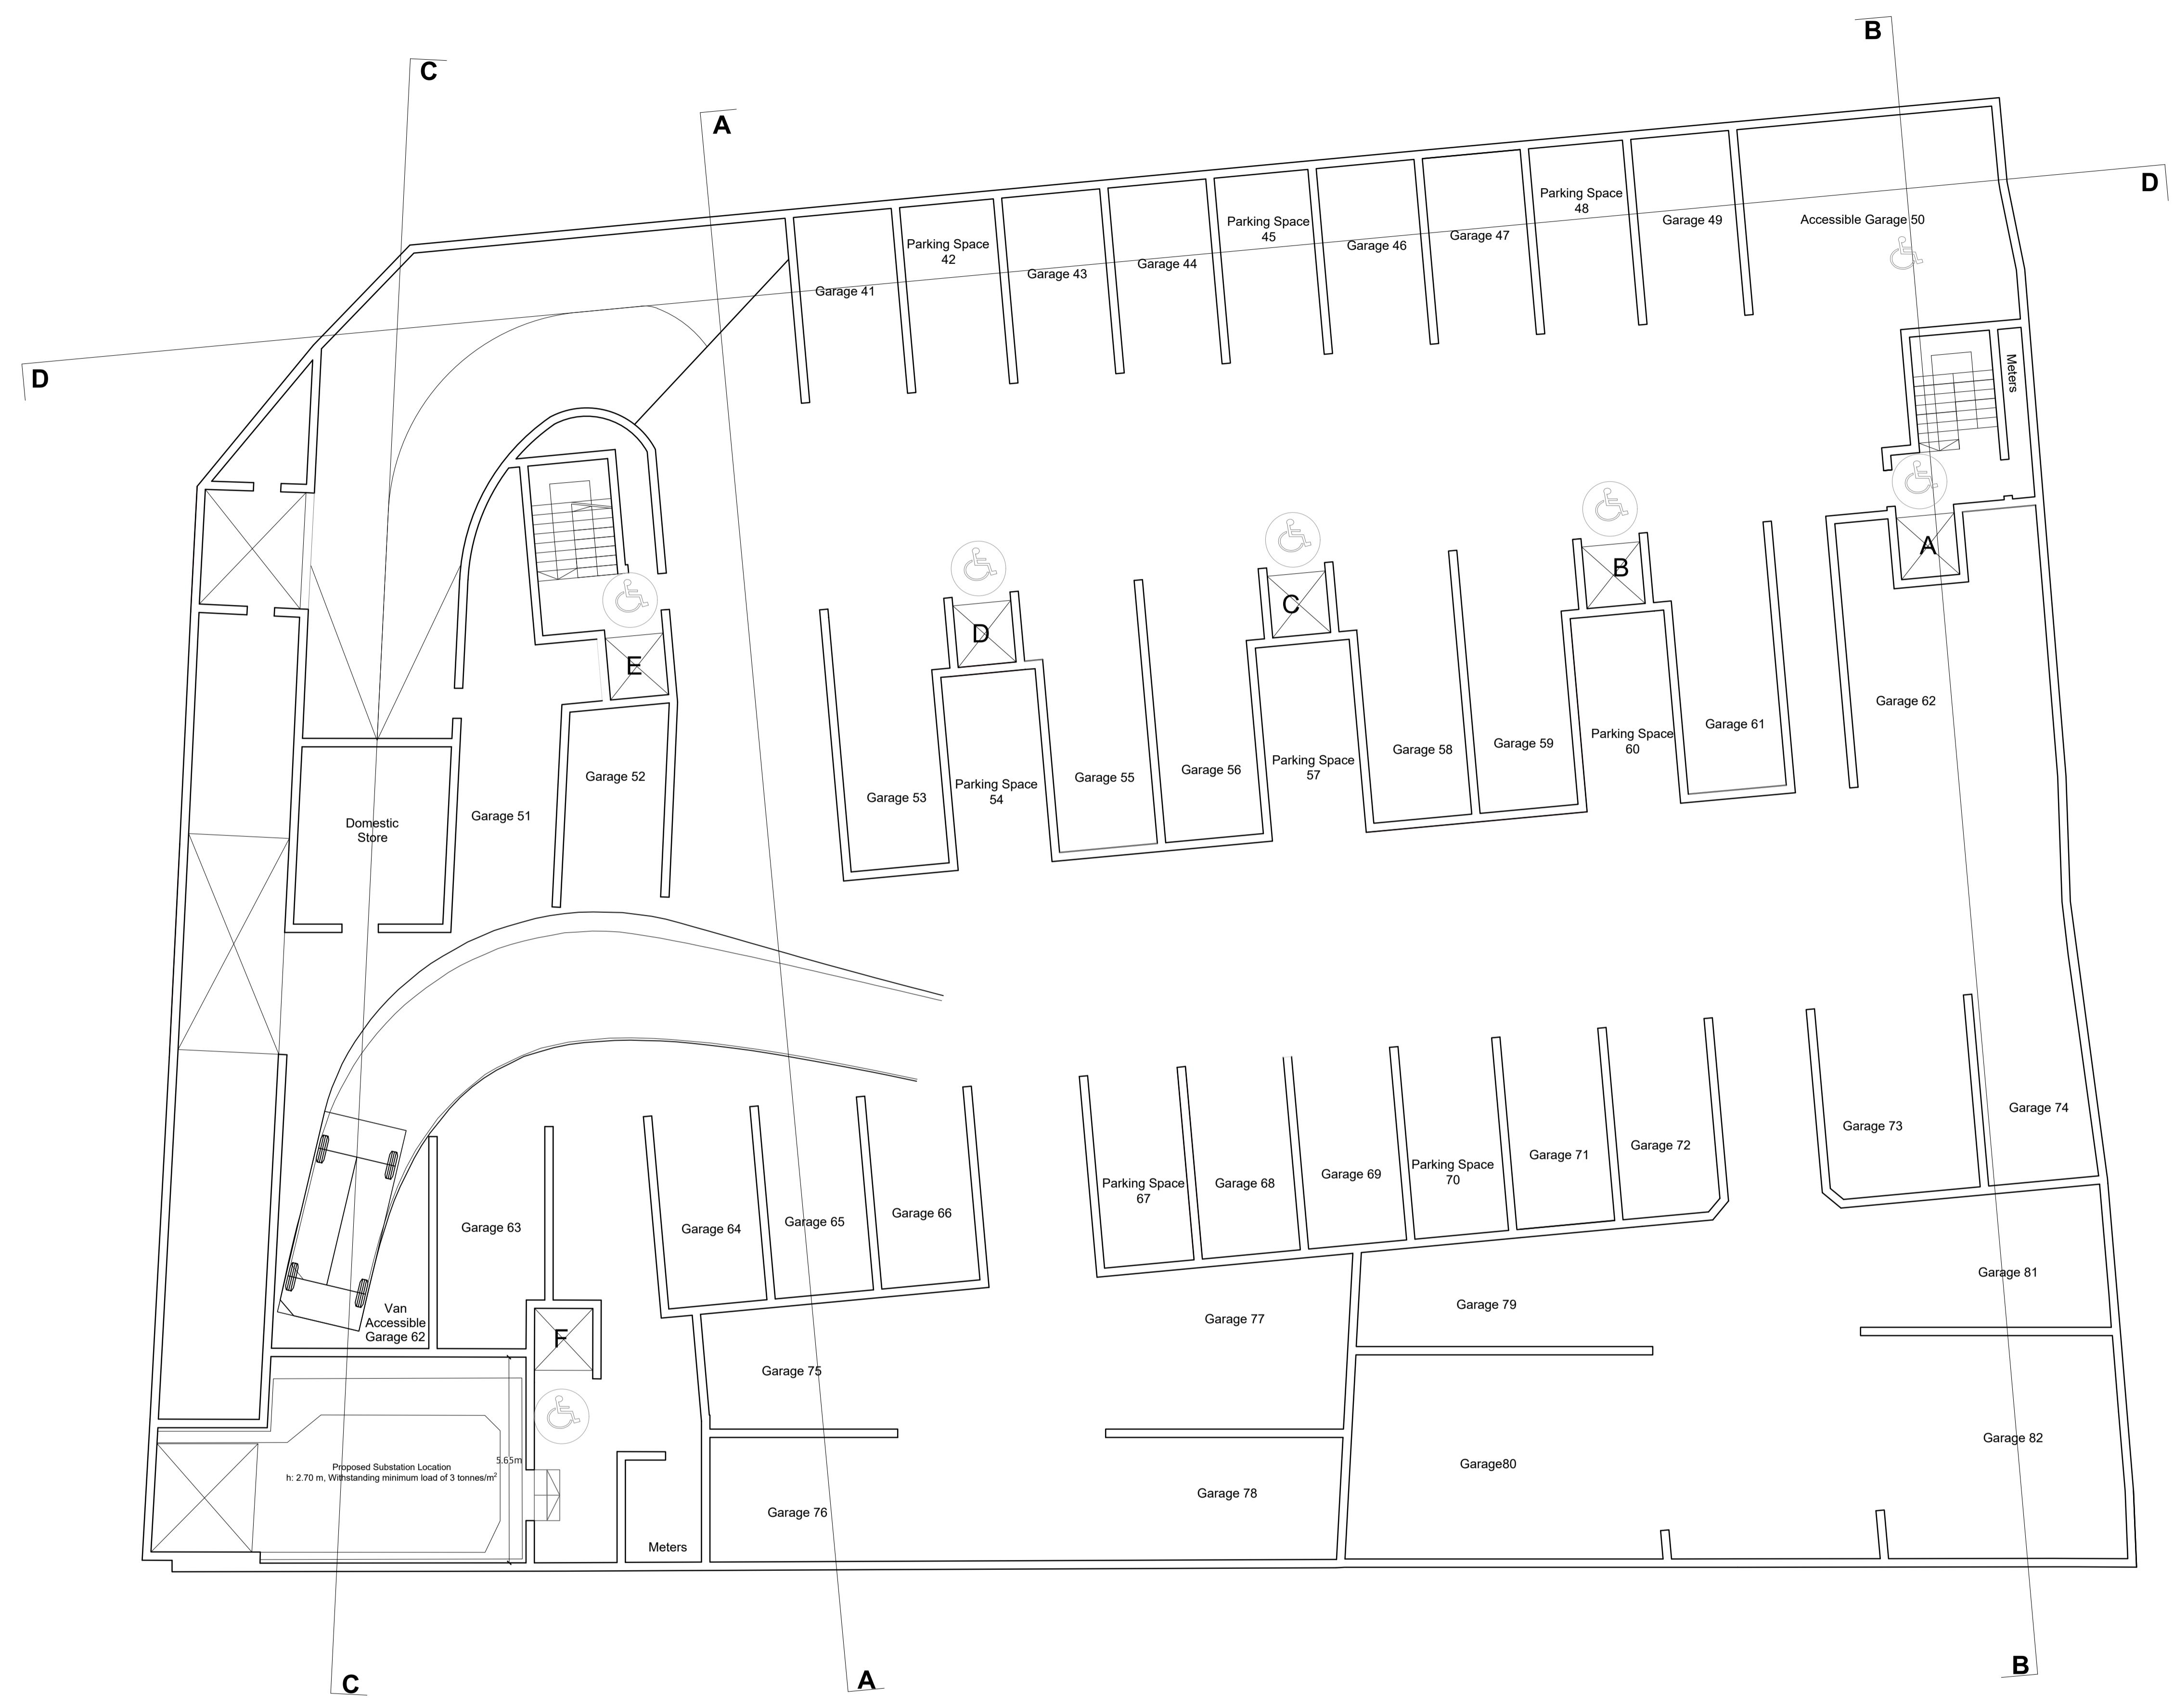 B
C
A
D
Parking Space
48
Garage 49
Accessible Garage 50
Parking Space
45
Garage 47
Garage 46
Parking Space
42
Garage 44
Garage 43
Garage 41
D
Meters
A
B
C
D
E
Garage 62
Garage 61
Parking Space
60
Garage 59
Garage 58
Parking Space
57
Garage 56
Garage 55
Parking Space
54
Garage 53
Garage 52
Garage 51
Domestic
Store
Garage 74
Garage 73
Garage 72
Garage 71
Parking Space
70
Garage 69
Garage 68
Parking Space
67
Garage 66
Garage 65
Garage 64
Garage 63
Van
Accessible
Garage 62
F
Garage 81
Garage 79
Garage 77
Garage 75
Garage 82
Garage80
Garage 78
Garage 76
5.65m
Proposed Substation Location
h: 2.70 m, Withstanding minimum load of 3 tonnes/m²
Meters
B
A
C